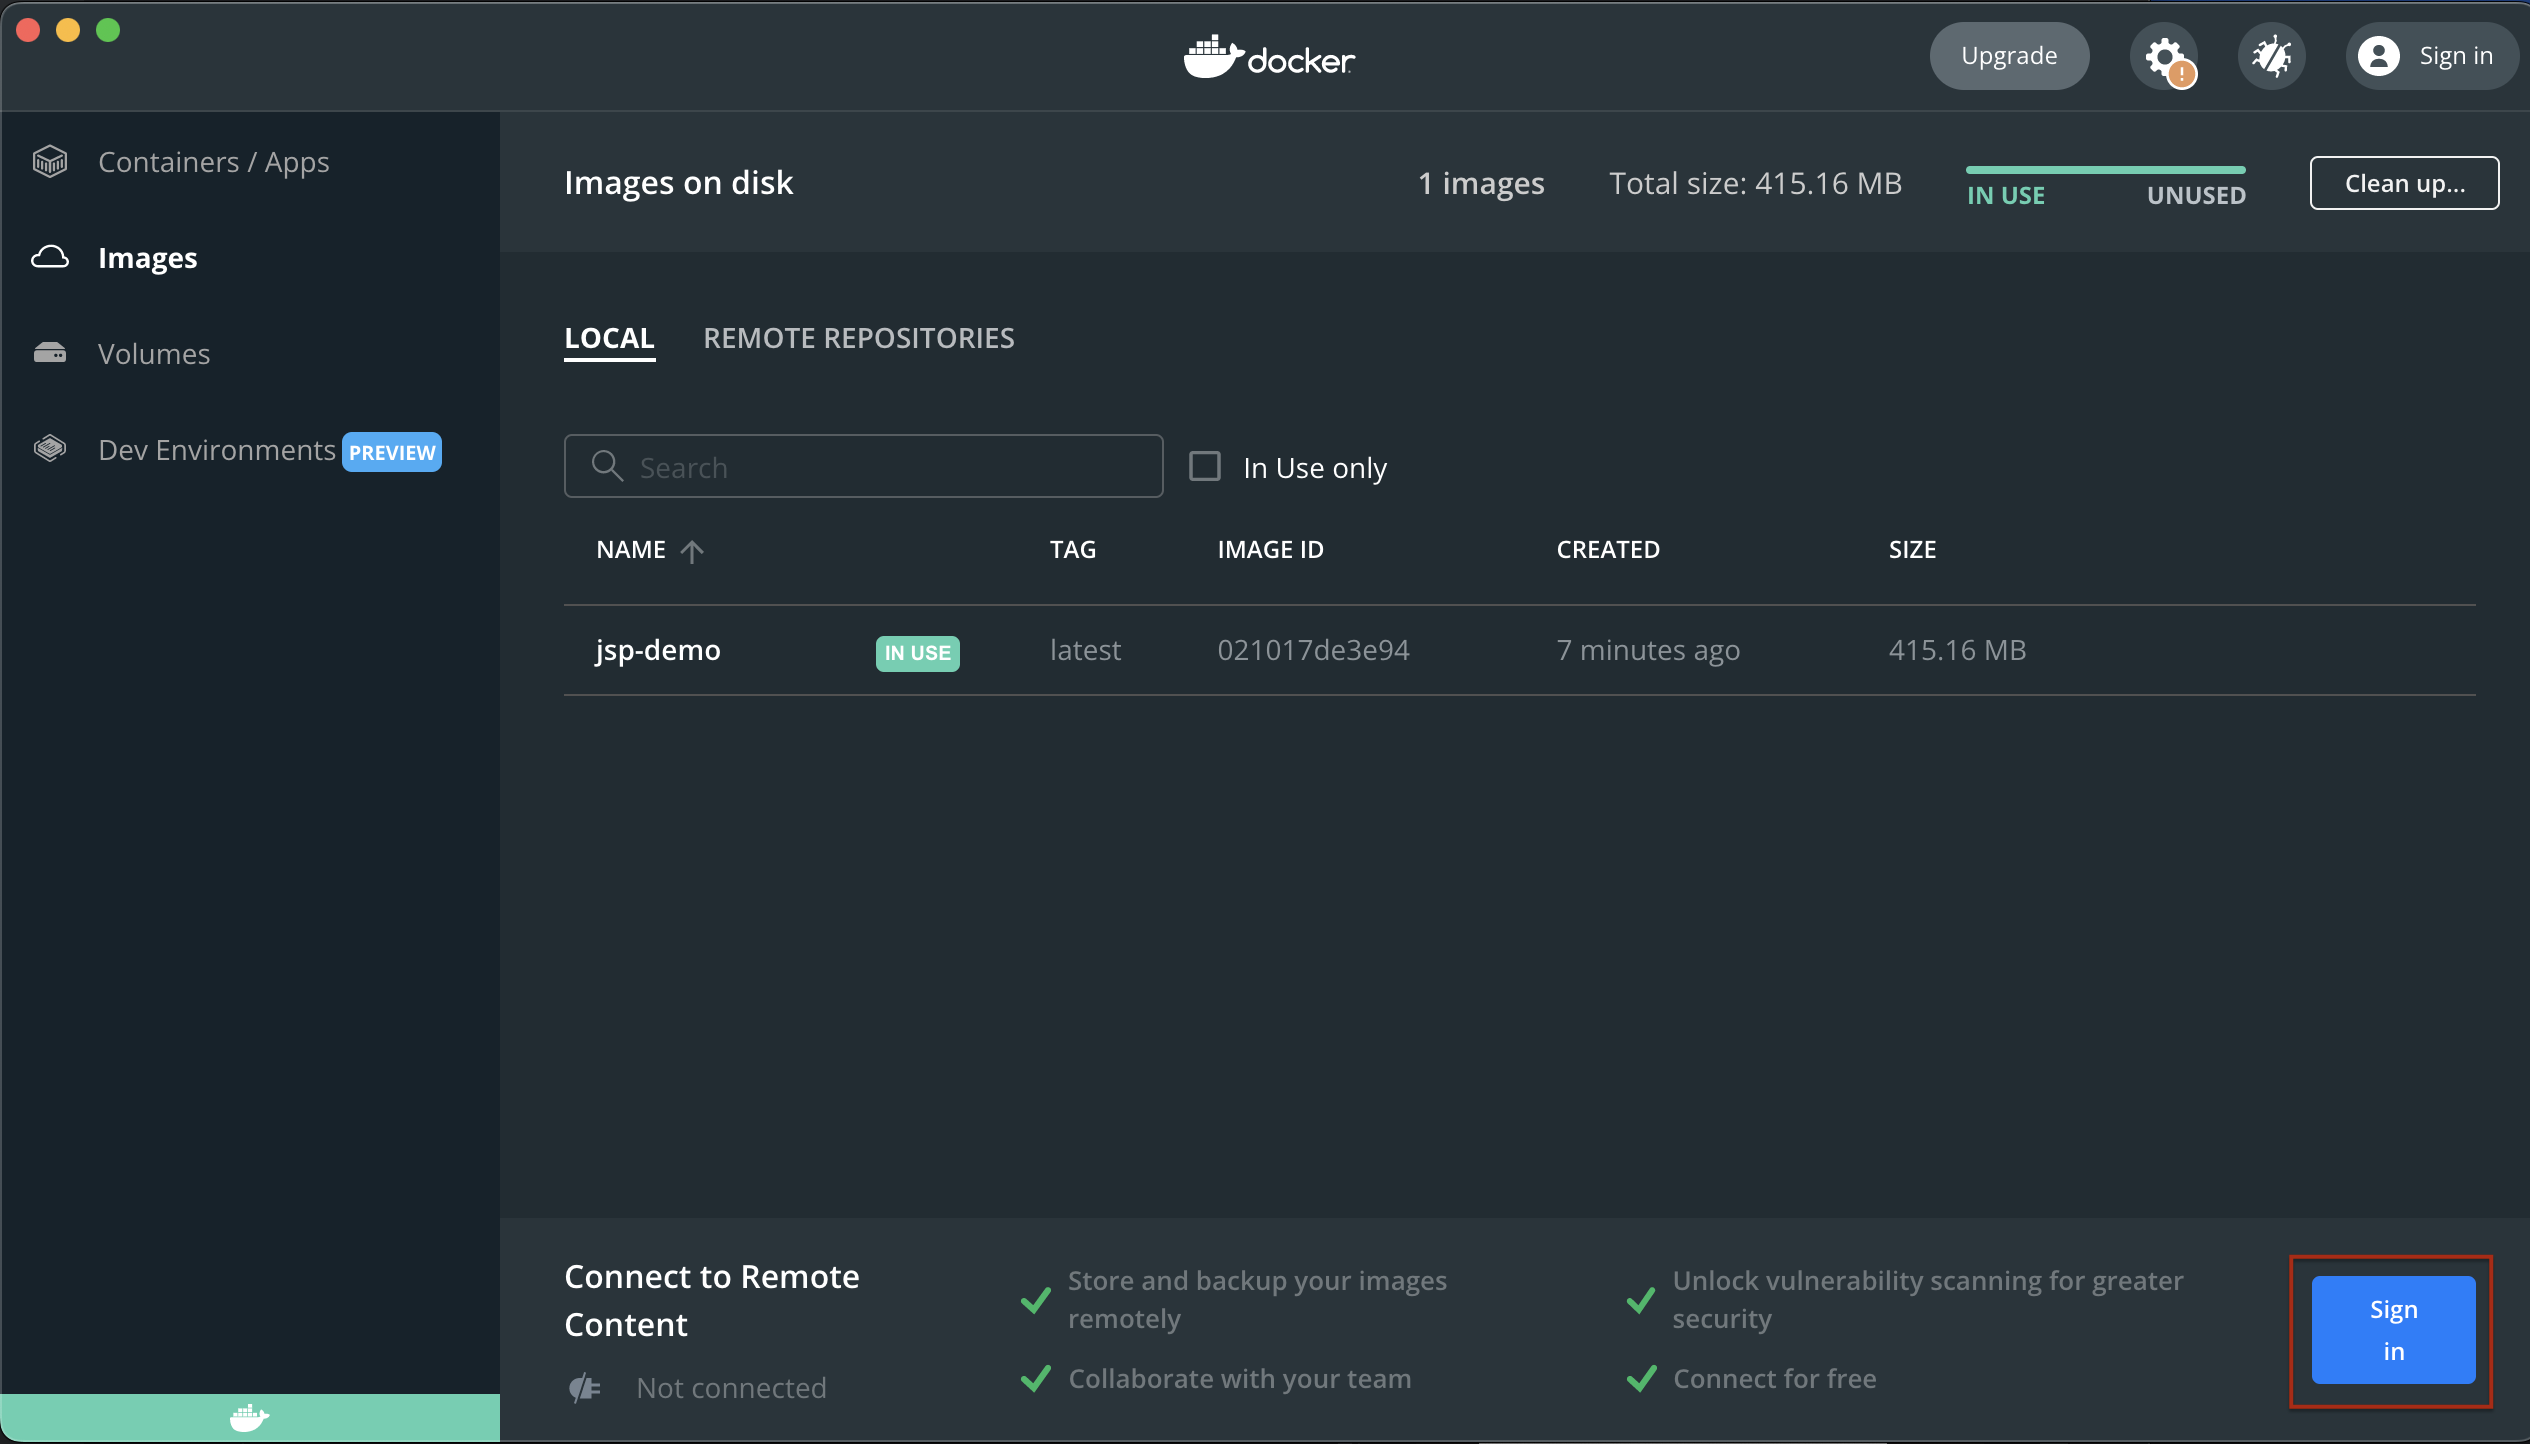 docker
Upgrade
Sign in
Containers / Apps
Images
Volumes
Dev Environments PREVIEW
Images on disk
1 images
Total size: 415.16 MB
IN USE
UNUSED
Clean up...
LOCAL
REMOTE REPOSITORIES
Search
In Use only
NAME TAG IMAGE ID CREATED SIZE
jsp-demo IN USE latest 021017de3e94 7 minutes ago 415.16 MB
Connect to Remote
Content
Not connected
Store and backup your images
remotely
Collaborate with your team
Unlock vulnerability scanning for greater
security
Connect for free
Sign
in